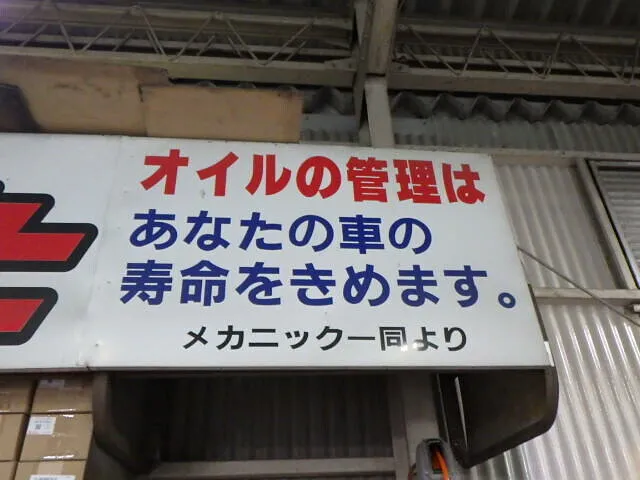 オイルの管理は
あなたの車の
寿命をきめます。
メカニック一同より